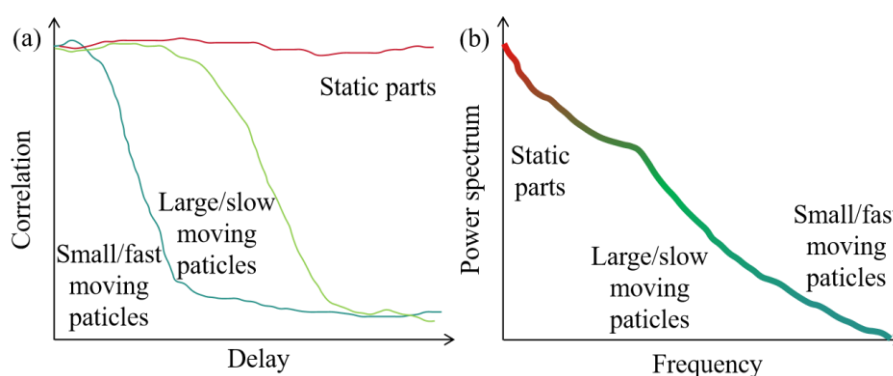 (a)
Correlation
Static parts
Large/slow
moving
paticles
Small/fast
moving
paticles
Delay
(b)
Power spectrum
Static
parts
Small/fas
moving
paticles
Large/slow
moving
paticles
Frequency